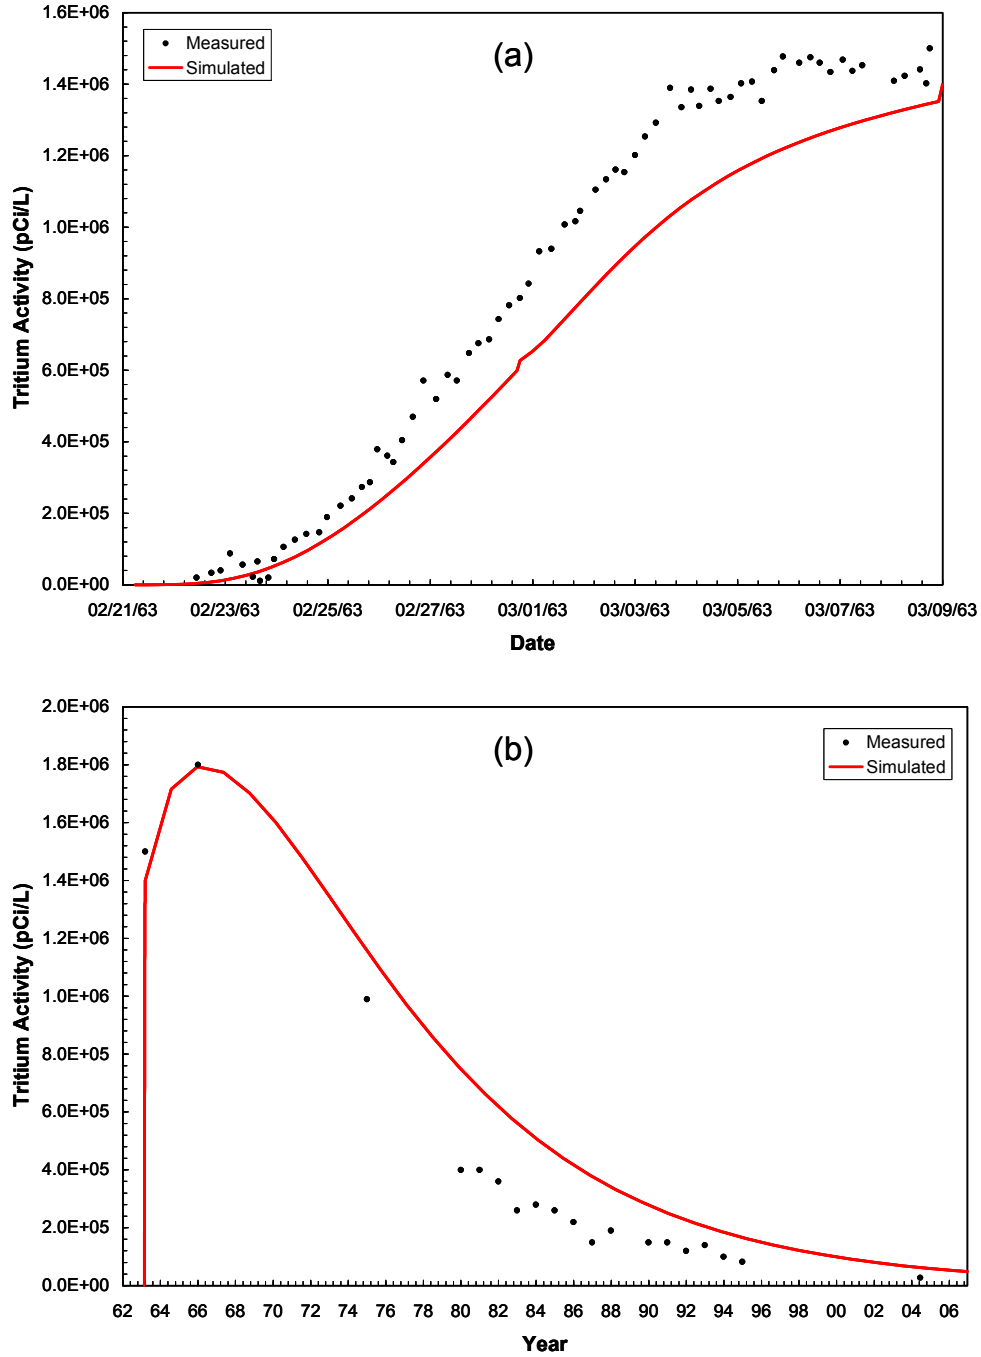 1.6E+06
(a)
Measured
Simulated
1.4E+06
1.2E+06
1.0E+06
8.0E+05
6.0E+05
4.0E+05
2.0E+05
0.0E+00
Tritium Activity (pCi/L)
02/21/63 02/23/63 02/25/63 02/27/63 03/01/63 03/03/63 03/05/63 03/07/63 03/09/63
Date
2.0E+06
(b)
Measured
Simulated
1.8E+06
1.6E+06
1.4E+06
1.2E+06
1.0E+06
8.0E+05
6.0E+05
4.0E+05
2.0E+05
0.0E+00
Tritium Activity (pCi/L)
62 64 66 68 70 72 74 76 78 80 82 84 86 88 90 92 94 96 98 00 02 04 06
Year